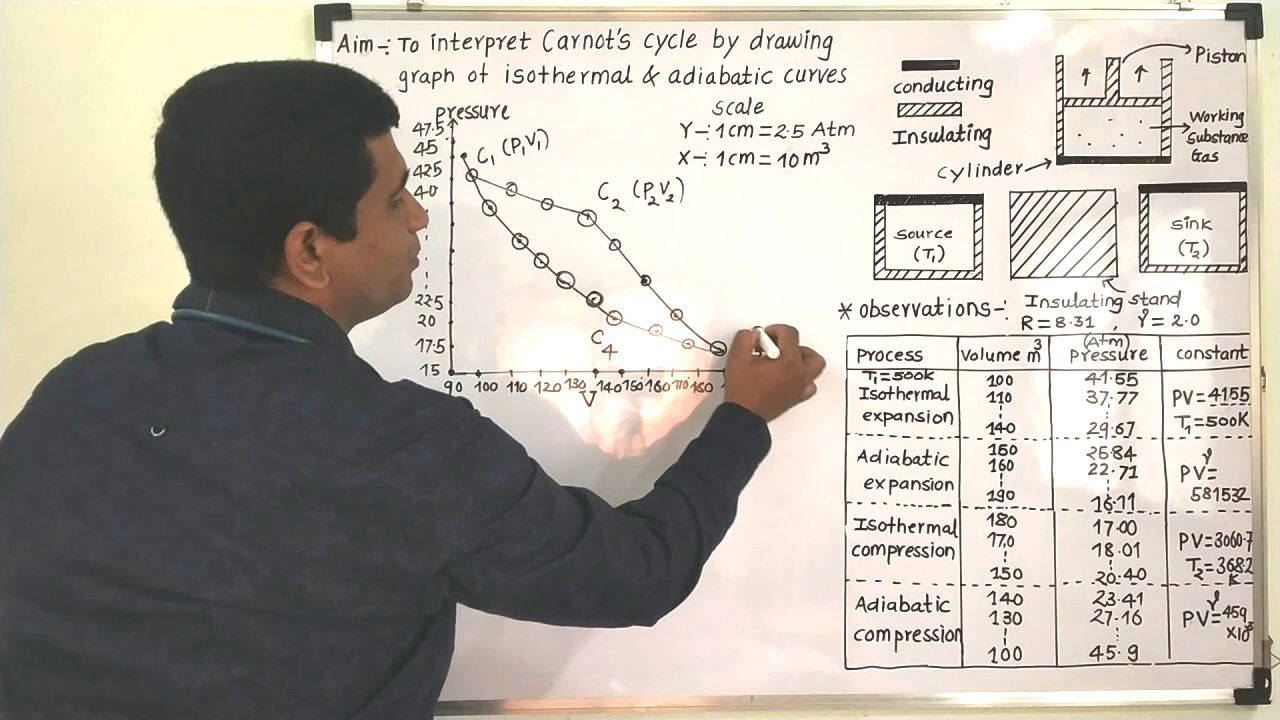 Aim -: To interpret Carnot's cycle by drawing
graph of isothermal & adiabatic curves
pressure
47.5
45
42.5
40
22.5
20
17.5
15
90 100 110 120 130 140 150 160 170 180
V
C1 (P1V1)
C2 (P2V2)
C4
scale
Y -: 1cm = 2.5 Atm
X -: 1cm = 10m³
conducting
Insulating
Piston
Working
Substance
Gas
cylinder
source
(T1)
sink
(T2)
Insulating stand
* observations -:
R = 8.31 , γ = 2.0
Process Volume m³ (Atm) Pressure constant
T1=500K 100 41.55
Isothermal 110 37.77 PV=4155
expansion 140 29.67 T1=500K
Adiabatic 150 25.84
160 22.71 PV^γ=
expansion 190 16.11 581532
Isothermal 180 17.00
compression 170 18.01 PV=3060.7
150 20.40 T2=368.2 K
Adiabatic 140 23.41
130 27.16 PV^γ=459
compression ×10³
100 45.9